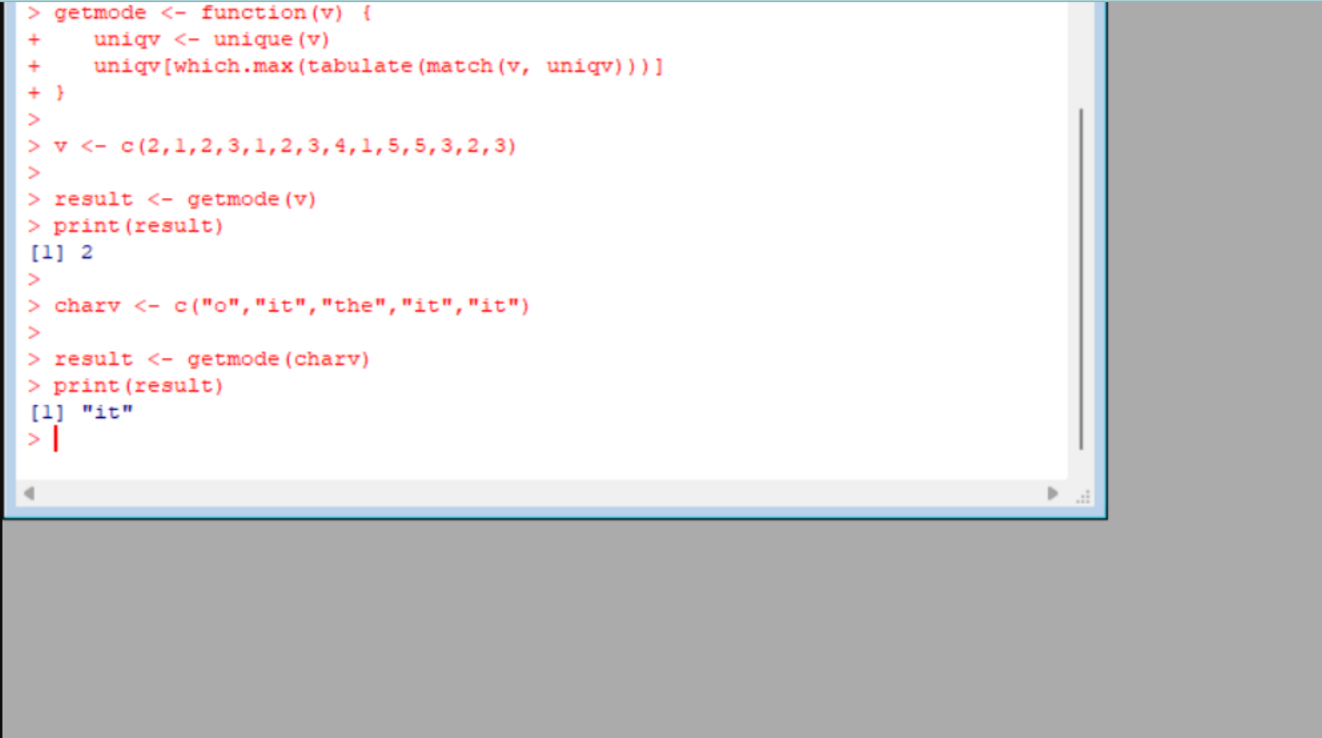 > getmode <- function(v) {
+    uniqv <- unique(v)
+    uniqv[which.max(tabulate(match(v, uniqv)))]
+ }
>
> v <- c(2,1,2,3,1,2,3,4,1,5,5,3,2,3)
>
> result <- getmode(v)
> print(result)
[1] 2
>
> charv <- c("o","it","the","it","it")
>
> result <- getmode(charv)
> print(result)
[1] "it"
>